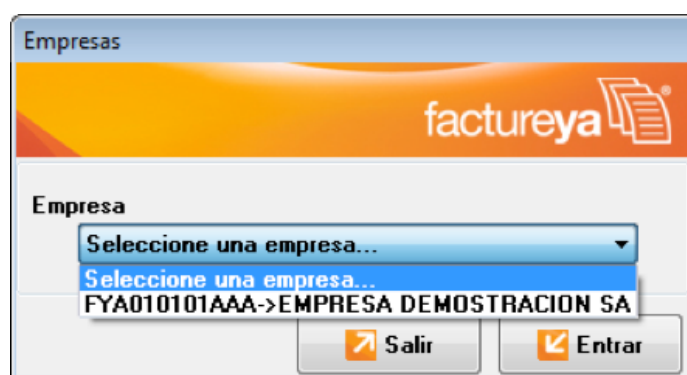 Empresas
factureya
Empresa
Seleccione una empresa...
Seleccione una empresa...
FYA010101AAA->EMPRESA DEMOSTRACION SA
Salir
Entrar